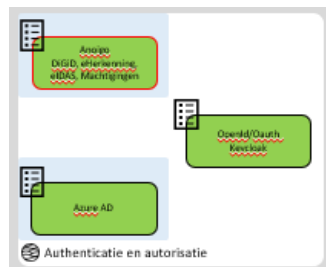 Anoigo
DiGiD, eHerkenning,
eIDAS, Machtigingen
OpenId/Oauth
Keycloak
Azure AD
Authenticatie en autorisatie